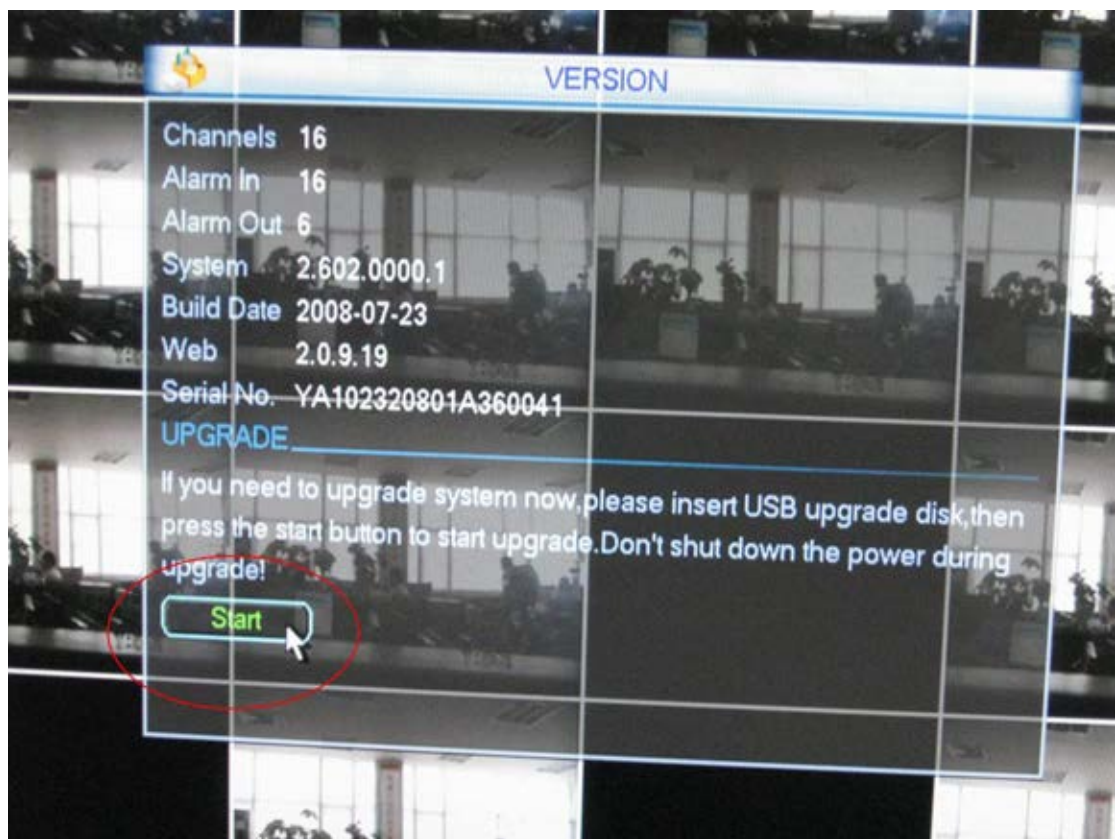 VERSION
Channels 16
Alarm In 16
Alarm Out 6
System 2.602.0000.1
Build Date 2008-07-23
Web 2.0.9.19
Serial No. YA102320801A360041
UPGRADE
If you need to upgrade system now,please insert USB upgrade disk,then
press the start button to start upgrade.Don't shut down the power during
upgrade!
Start